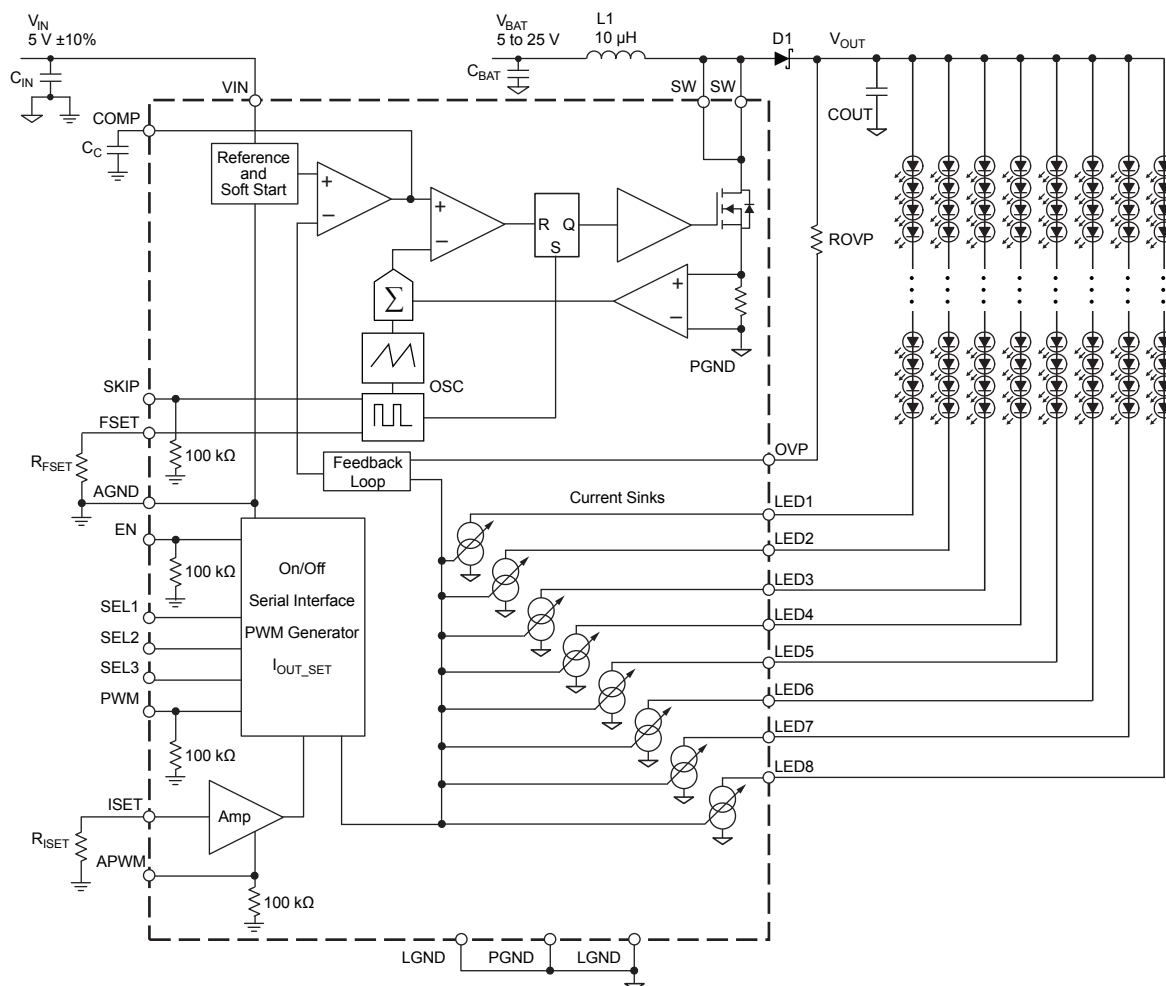 VIN
5 V ±10%
VBAT
5 to 25 V
L1
10 µH
D1
VOUT
CIN
CBAT
VIN
SW
SW
COUT
COMP
CC
Reference
and
Soft Start
+
−
+
−
R
Q
S
ROVP
Σ
+
−
PGND
SKIP
OSC
FSET
100 kΩ
RFSET
Feedback
Loop
OVP
AGND
Current Sinks
LED1
EN
100 kΩ
LED2
On/Off
Serial Interface
PWM Generator
IOUT_SET
LED3
SEL1
LED4
SEL2
LED5
SEL3
LED6
PWM
100 kΩ
LED7
LED8
ISET
Amp
RISET
APWM
100 kΩ
LGND
PGND
LGND